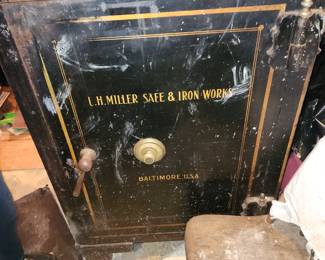 L.H. MILLER SAFE & IRON WORKS
BALTIMORE, U.S.A.